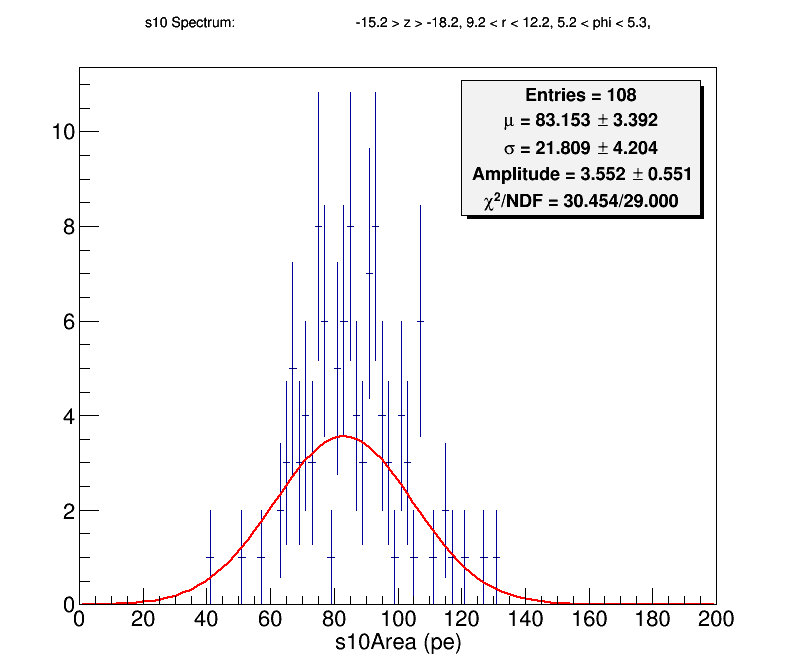 s10 Spectrum: -15.2 > z > -18.2, 9.2 < r < 12.2, 5.2 < phi < 5.3,
Entries = 108
μ = 83.153 ± 3.392
σ = 21.809 ± 4.204
Amplitude = 3.552 ± 0.551
χ²/NDF = 30.454/29.000
10
8
6
4
2
0
0 20 40 60 80 100 120 140 160 180 200
s10Area (pe)